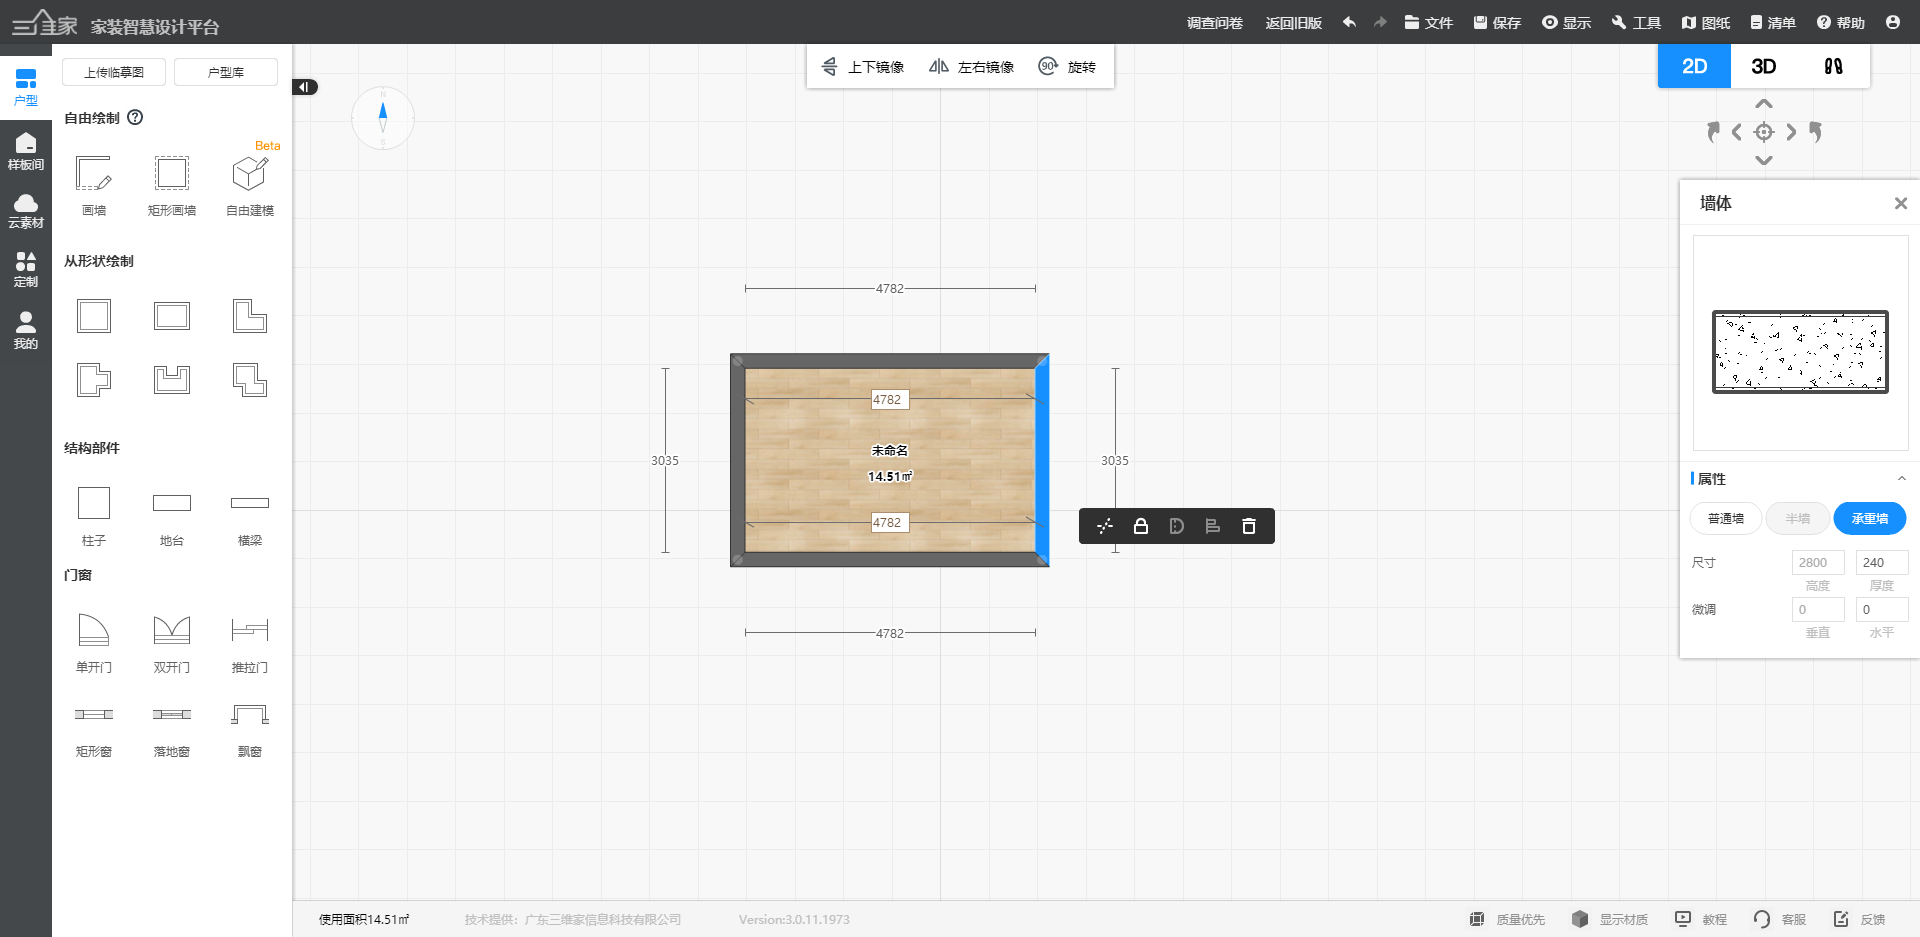 三维家 家装智慧设计平台
调查问卷 返回旧版 文件 保存 显示 工具 图纸 清单 帮助
户型
样板间
云素材
定制
我的
上传临摹图 户型库
自由绘制 ?
Beta
画墙 矩形画墙 自由建模
从形状绘制
结构部件
柱子 地台 横梁
门窗
单开门 双开门 推拉门
矩形窗 落地窗 飘窗
N
S
上下镜像 左右镜像 90° 旋转
2D 3D
4782
4782
3035
未命名
14.51㎡
3035
4782
4782
墙体
属性
普通墙 半墙 承重墙
尺寸 2800 240
高度 厚度
微调 0 0
垂直 水平
使用面积14.51㎡ 技术提供：广东三维家信息科技有限公司 Version:3.0.11.1973
质量优先 显示材质 教程 客服 反馈